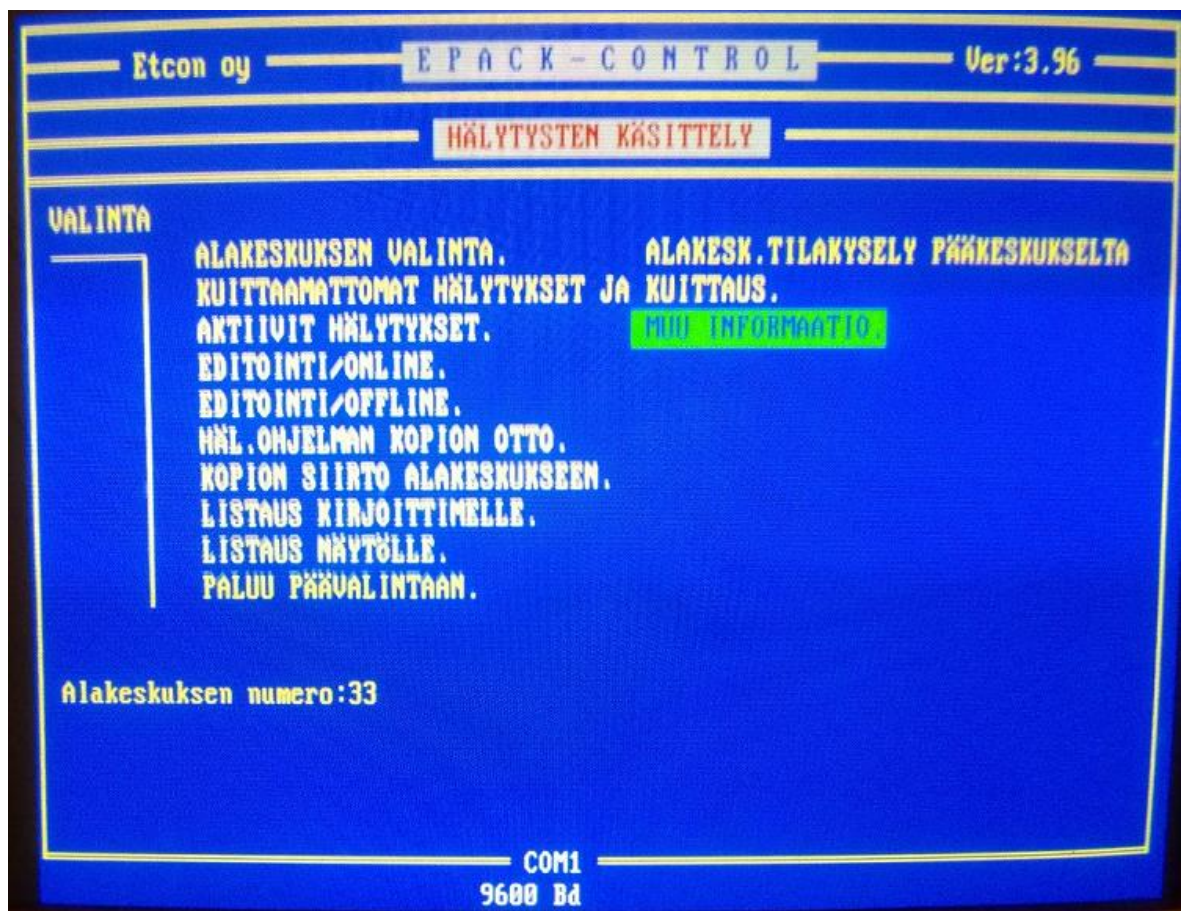 Etcon oy EPACK-CONTROL Ver:3.96
HÄLYTYSTEN KÄSITTELY
VALINTA
ALAKESKUKSEN VALINTA. ALAKESK.TILAKYSELY PÄÄKESKUKSELTA
KUITTAAMATTOMAT HÄLYTYKSET JA KUITTAUS.
AKTIIVIT HÄLYTYKSET. MUU INFORMAATIO.
EDITOINTI/ONLINE.
EDITOINTI/OFFLINE.
HÄL.OHJELMAN KOPION OTTO.
KOPION SIIRTO ALAKESKUKSEEN.
LISTAUS KIRJOITTIMELLE.
LISTAUS NÄYTÖLLE.
PALUU PÄÄVALINTAAN.
Alakeskuksen numero:33
COM1
9600 Bd